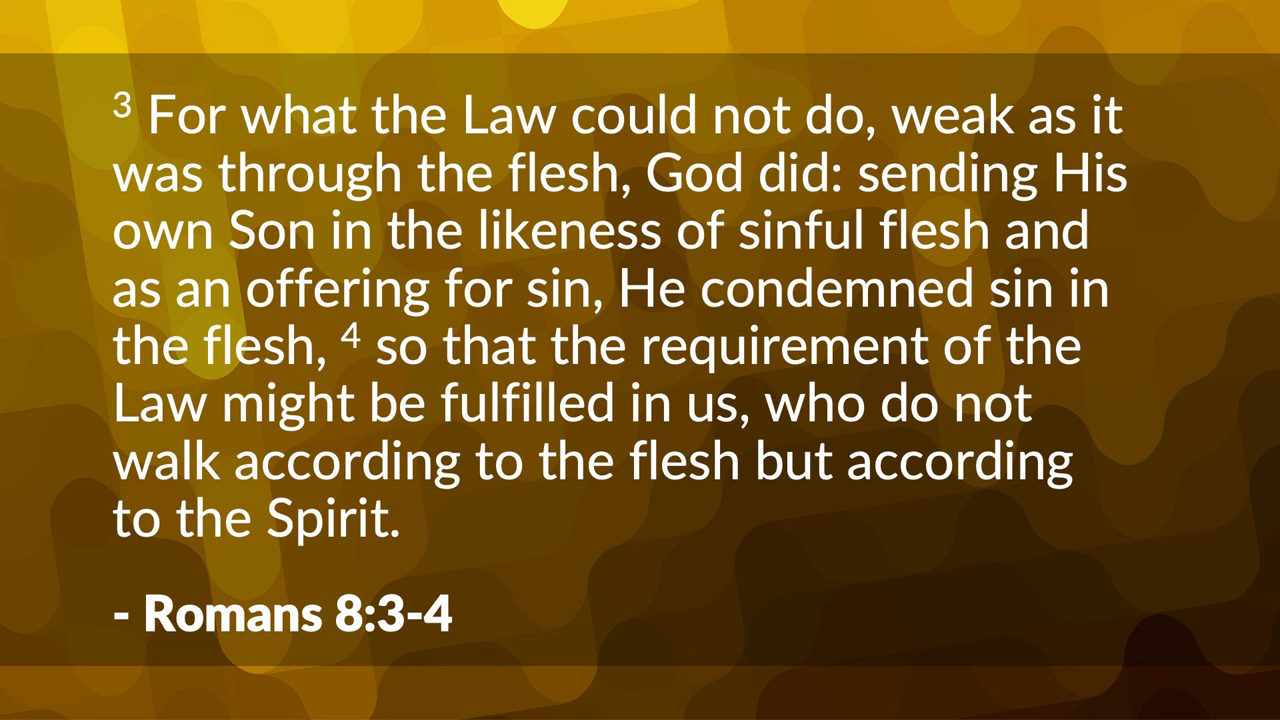 ³ For what the Law could not do, weak as it
was through the flesh, God did: sending His
own Son in the likeness of sinful flesh and
as an offering for sin, He condemned sin in
the flesh, ⁴ so that the requirement of the
Law might be fulfilled in us, who do not
walk according to the flesh but according
to the Spirit.
- Romans 8:3-4